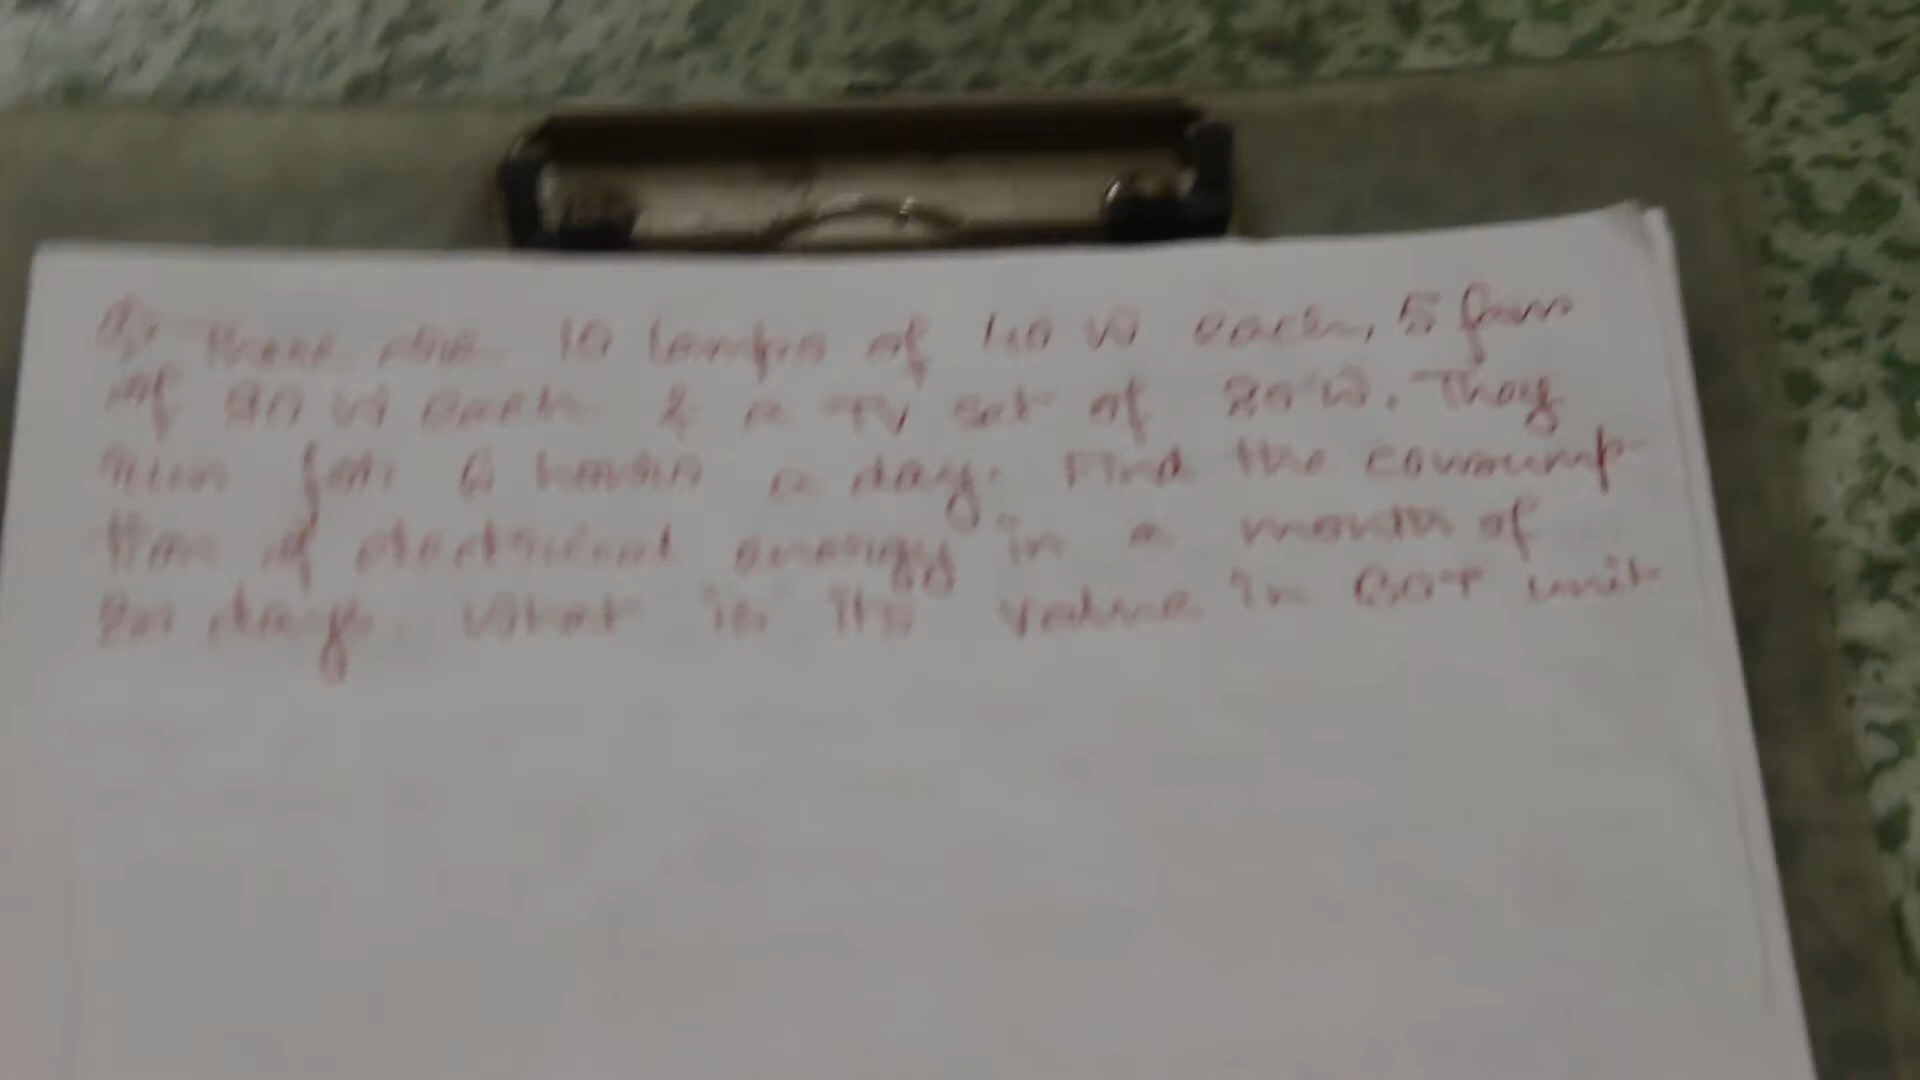 Q. There are 10 lamps of 40 W each, 5 fans
of 80 W each & a TV set of 80 W. They
run for 6 hours a day. Find the consump-
tion of electrical energy in a month of
30 days. What is its value in BOT unit